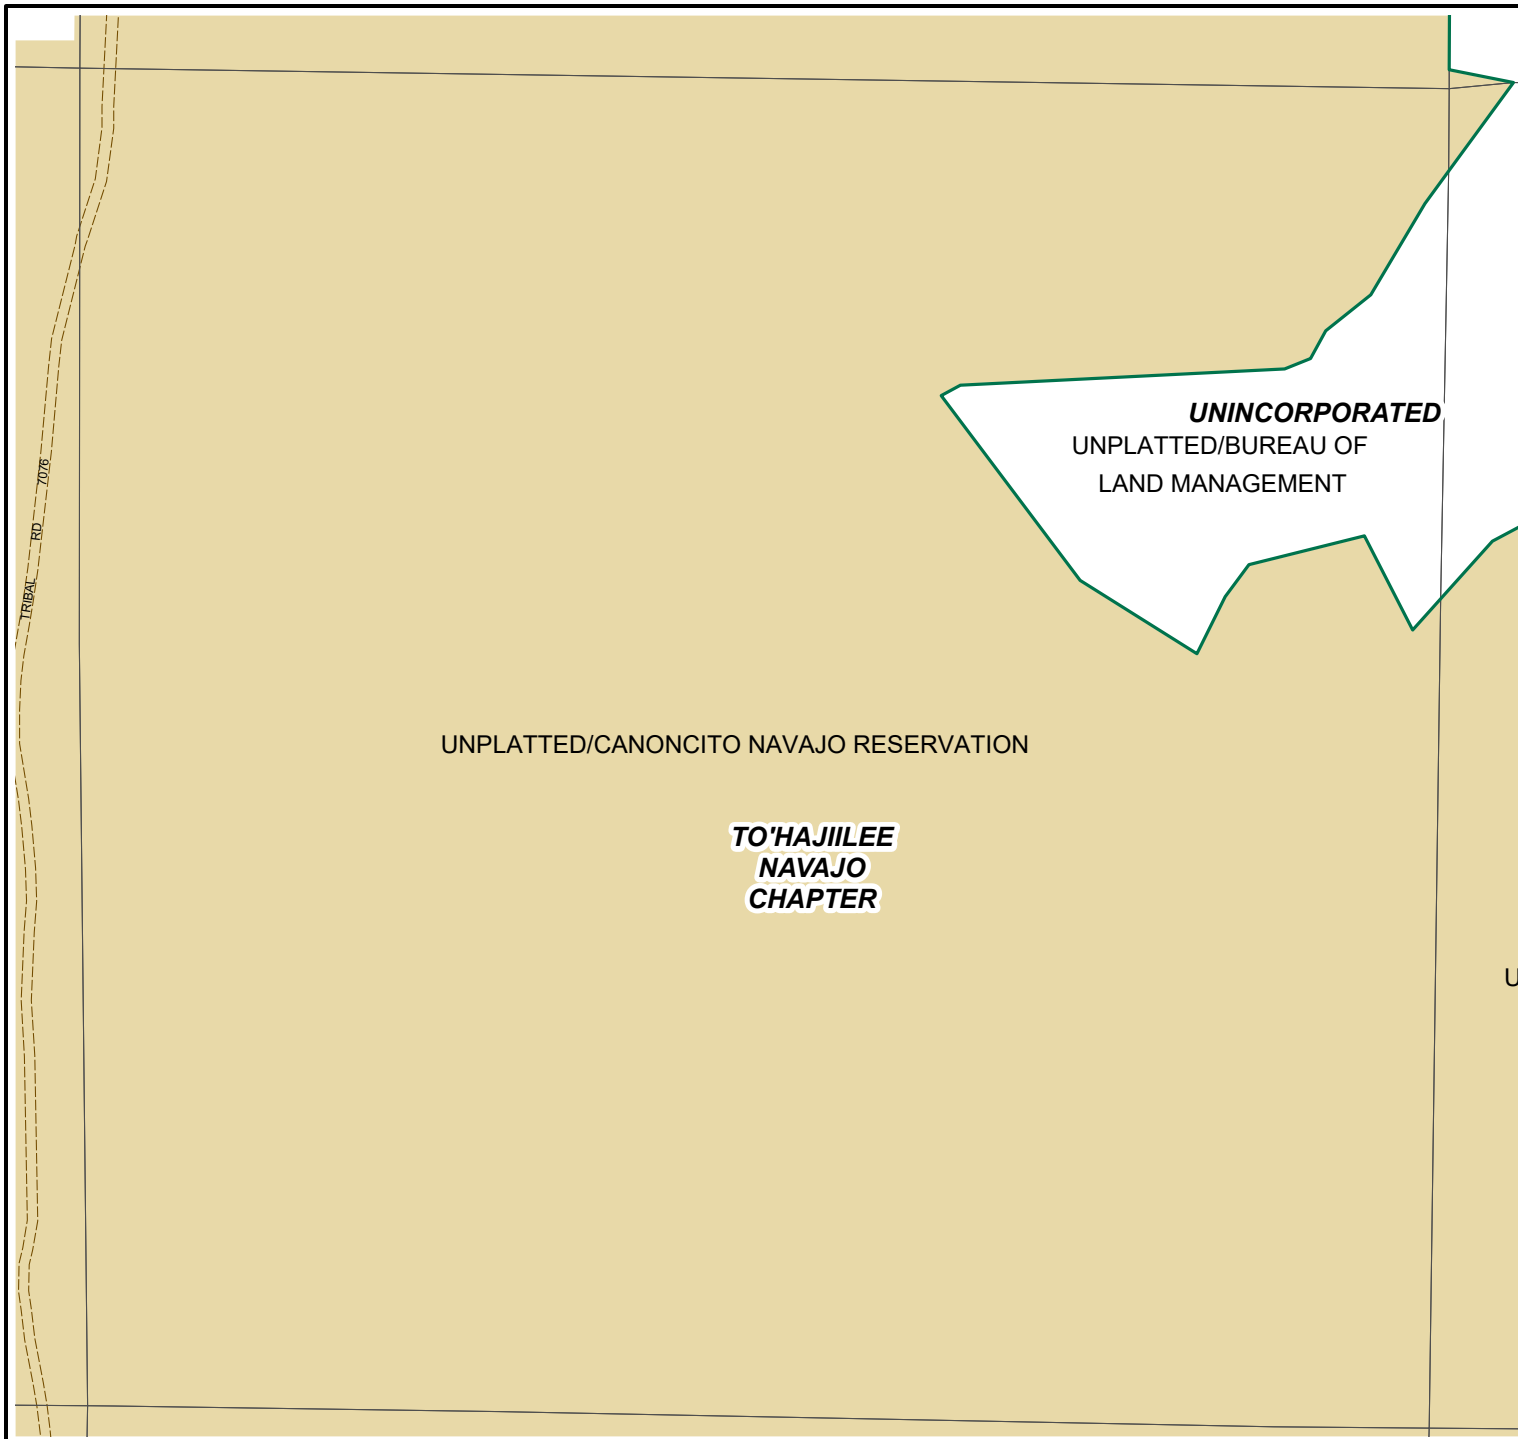 UNINCORPORATED
UNPLATTED/BUREAU OF
LAND MANAGEMENT
TRIBAL RD 7076
UNPLATTED/CANONCITO NAVAJO RESERVATION
TO'HAJIILEE
NAVAJO
CHAPTER
U